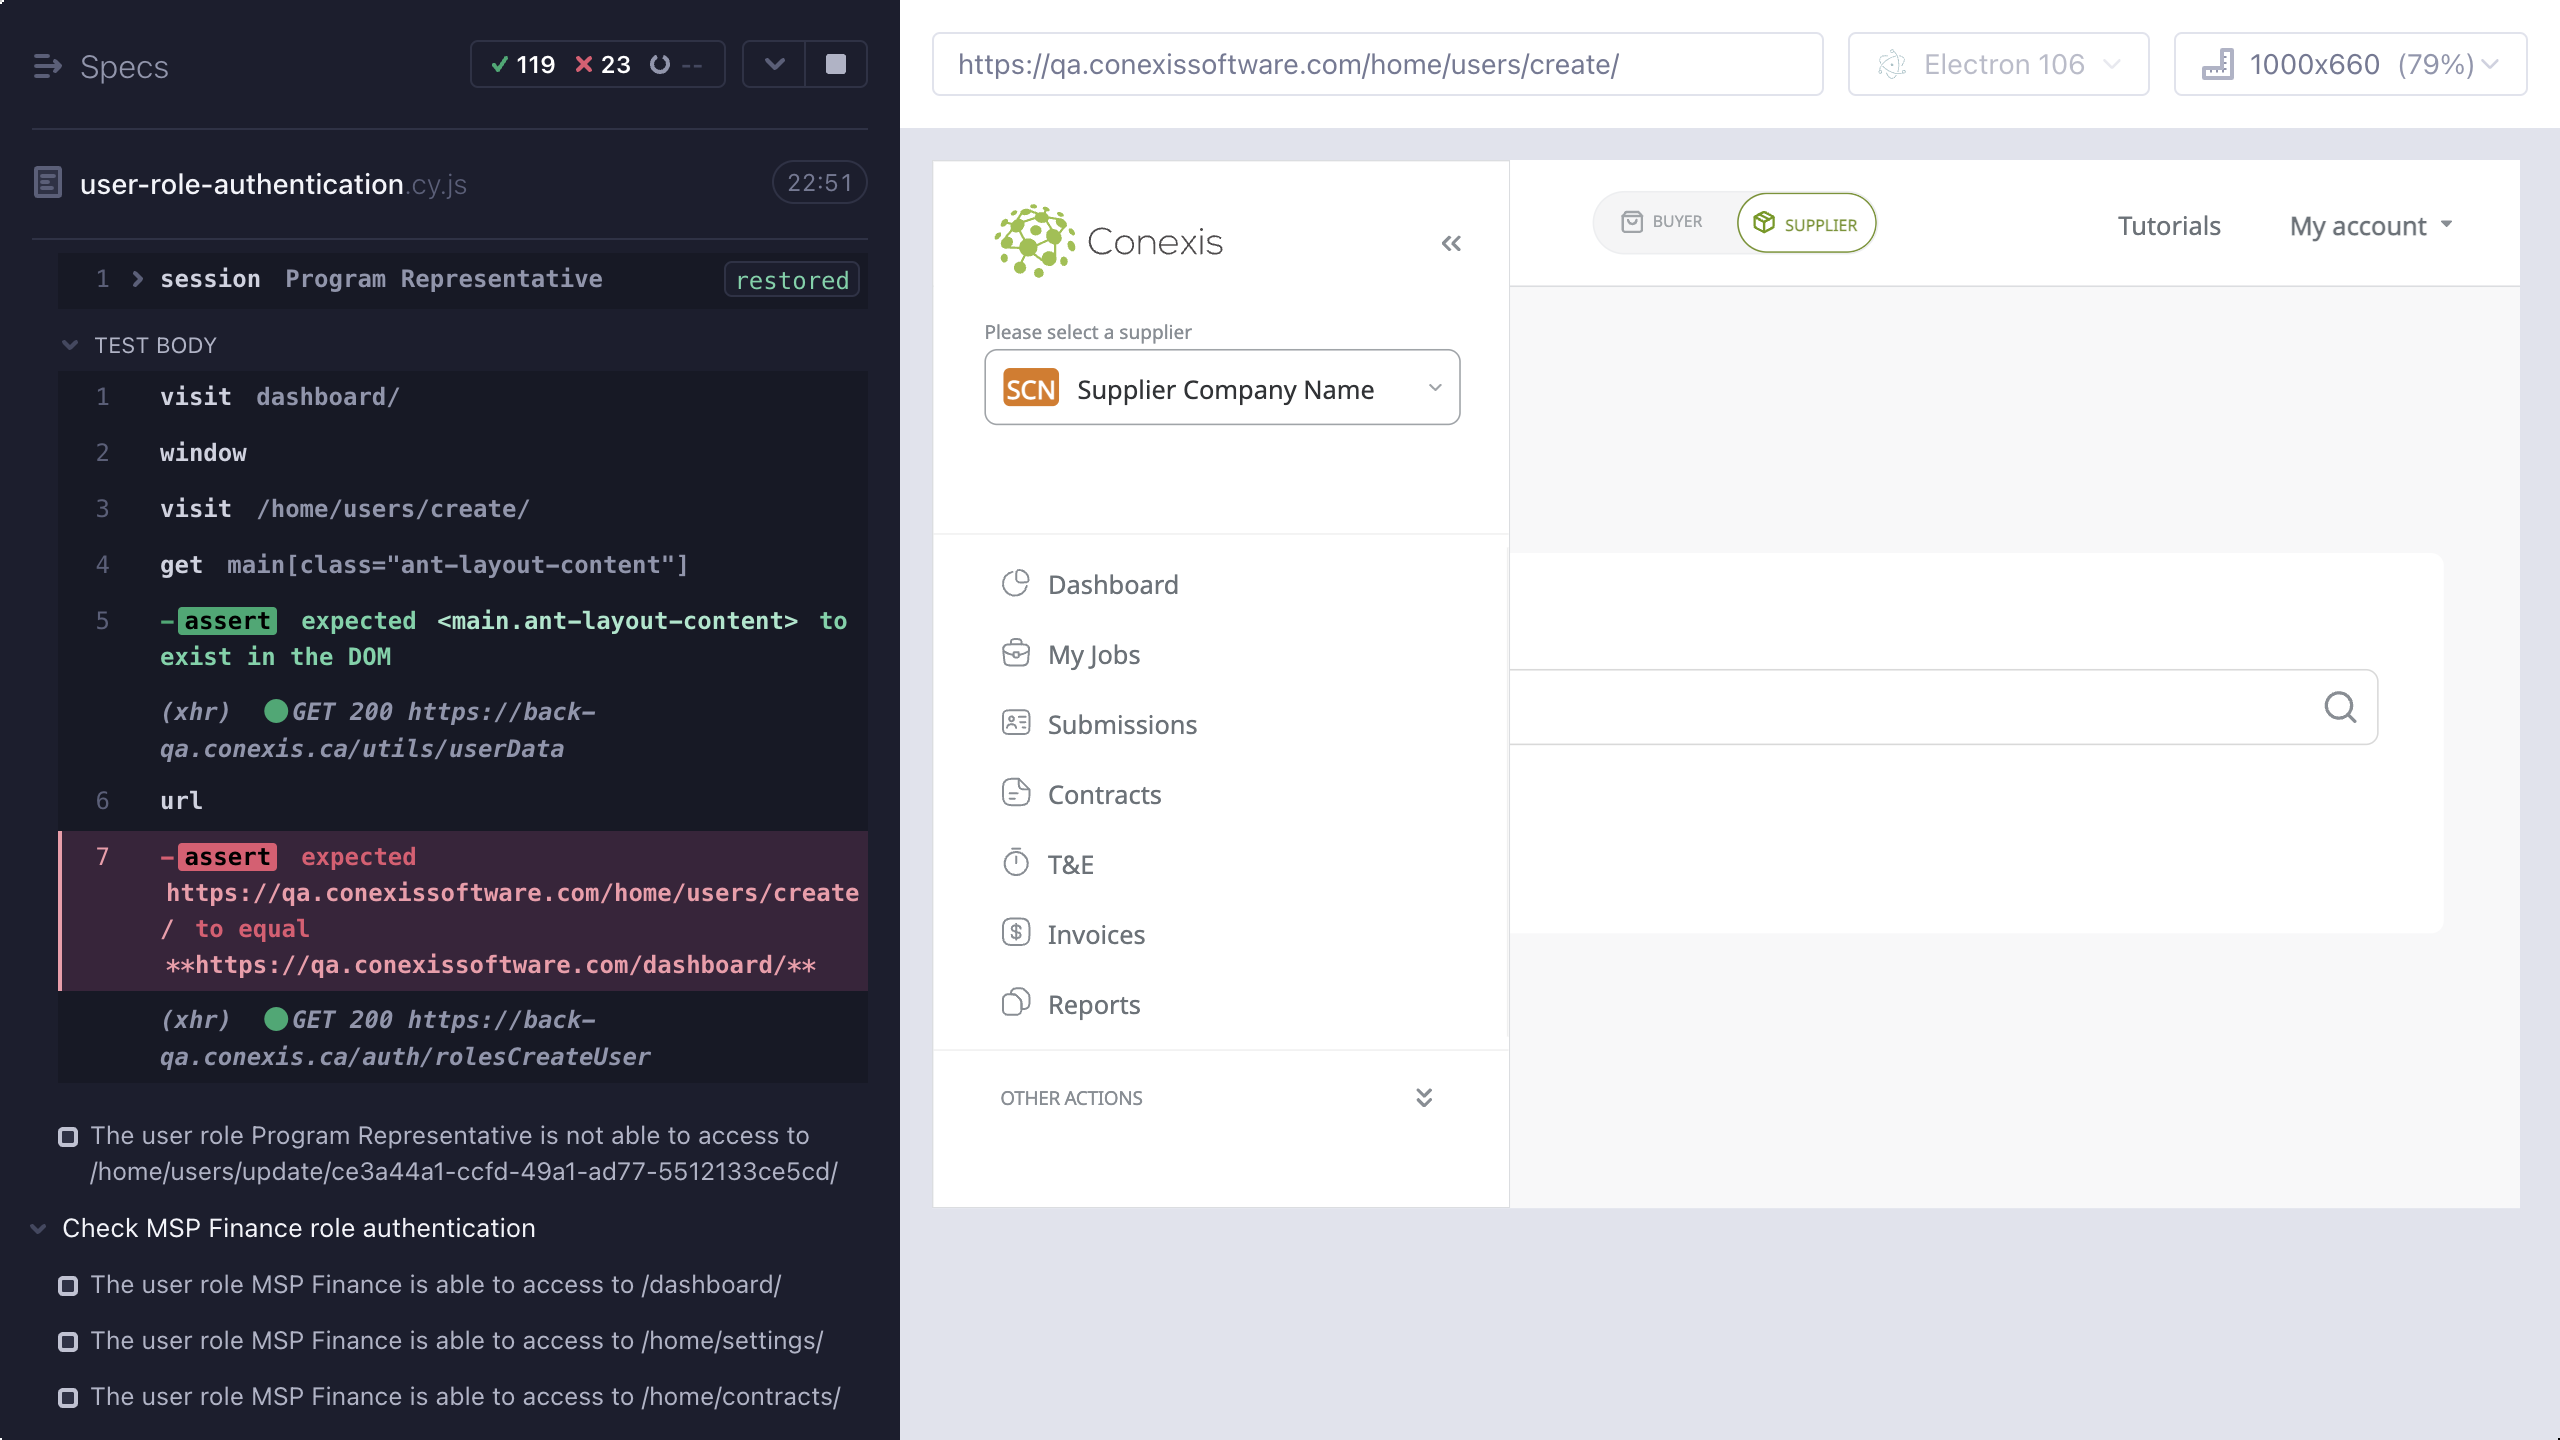 Specs
119 23 --
user-role-authentication.cy.js 22:51
1 session Program Representative restored
TEST BODY
1 visit dashboard/
2 window
3 visit /home/users/create/
4 get main[class="ant-layout-content"]
5 -assert expected <main.ant-layout-content> to
exist in the DOM
(xhr) GET 200 https://back-
qa.conexis.ca/utils/userData
6 url
7 -assert expected
https://qa.conexissoftware.com/home/users/create
/ to equal
**https://qa.conexissoftware.com/dashboard/**
(xhr) GET 200 https://back-
qa.conexis.ca/auth/rolesCreateUser
The user role Program Representative is not able to access to
/home/users/update/ce3a44a1-ccfd-49a1-ad77-5512133ce5cd/
Check MSP Finance role authentication
The user role MSP Finance is able to access to /dashboard/
The user role MSP Finance is able to access to /home/settings/
The user role MSP Finance is able to access to /home/contracts/
https://qa.conexissoftware.com/home/users/create/
Electron 106
1000x660 (79%)
Conexis
BUYER
SUPPLIER
Tutorials
My account
Please select a supplier
SCN Supplier Company Name
Dashboard
My Jobs
Submissions
Contracts
T&E
Invoices
Reports
OTHER ACTIONS